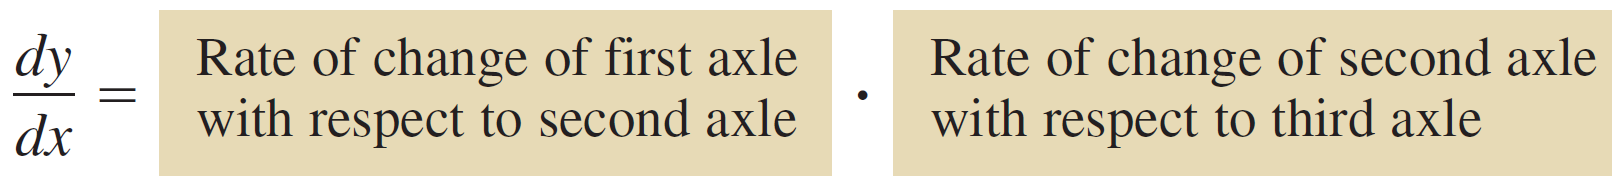 dy/dx = Rate of change of first axle with respect to second axle · Rate of change of second axle with respect to third axle